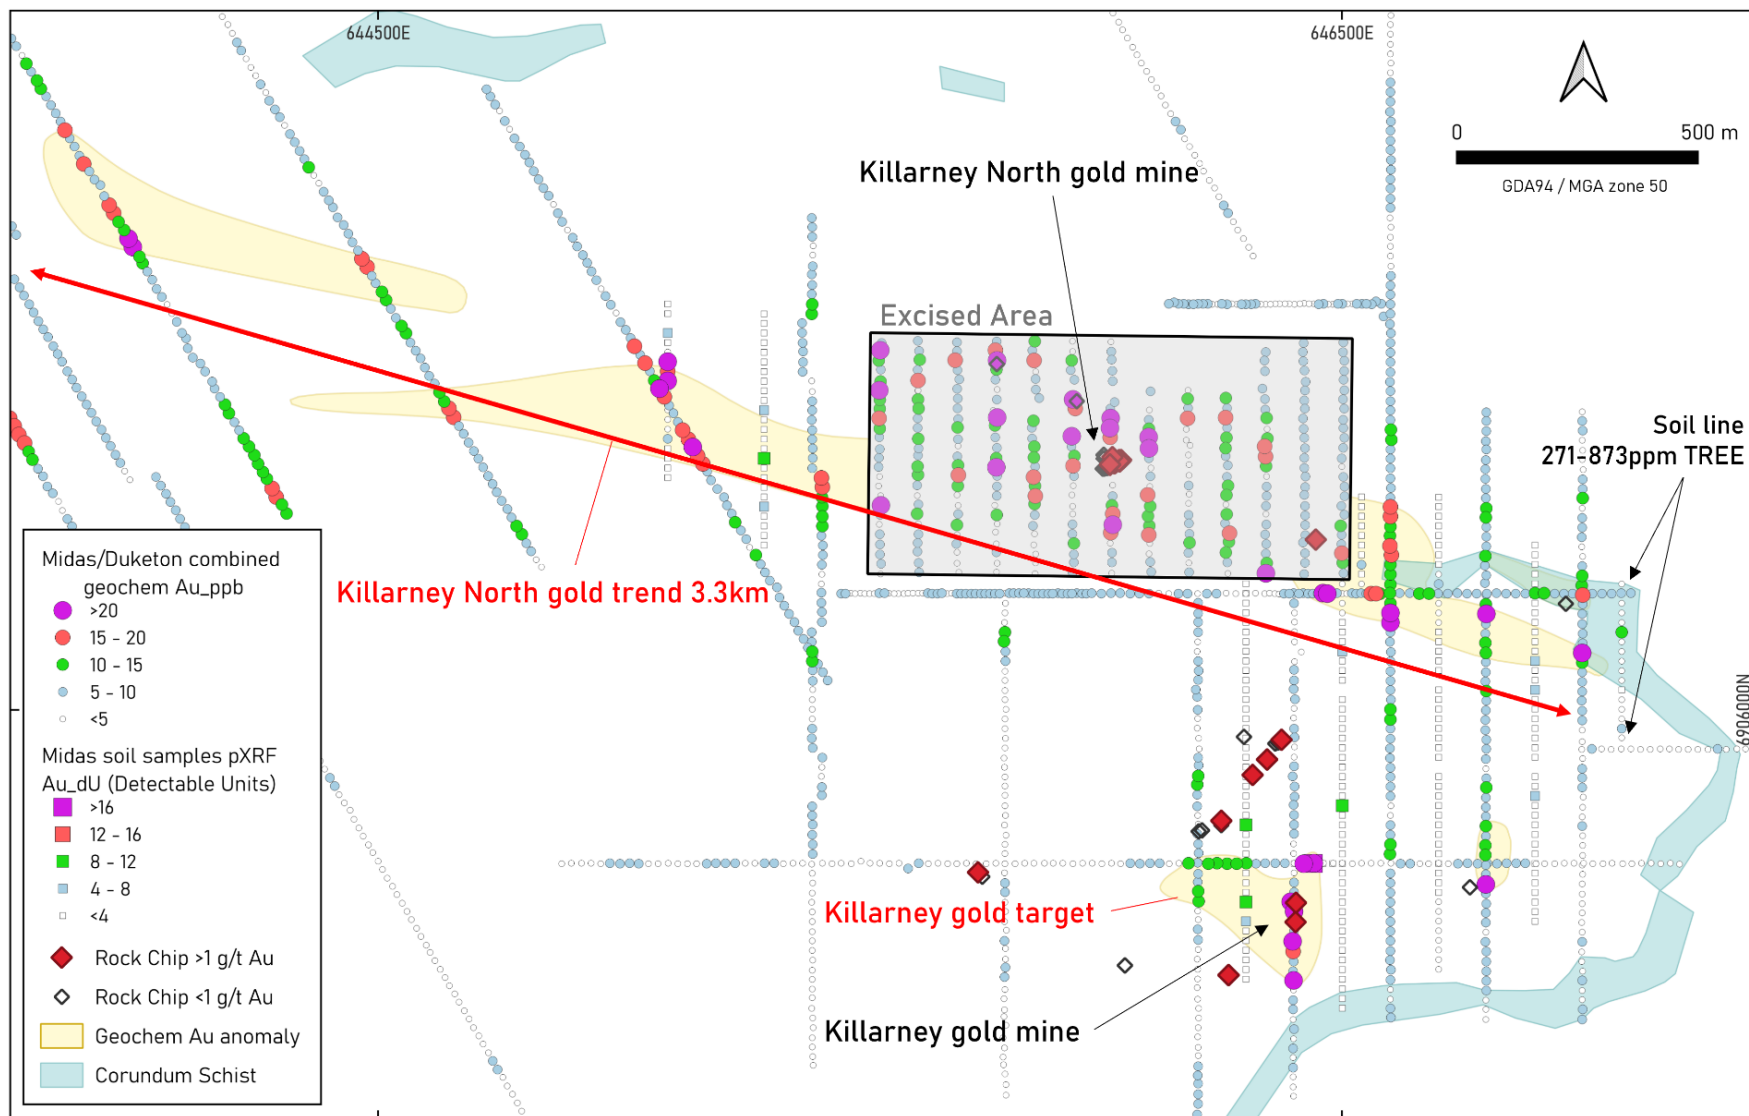 644500E
646500E
0 500 m
GDA94 / MGA zone 50
Killarney North gold mine
Excised Area
Soil line
271-873ppm TREE
Killarney North gold trend 3.3km
6906000N
Killarney gold target
Killarney gold mine
Midas/Duketon combined
geochem Au_ppb
>20
15 - 20
10 - 15
5 - 10
<5
Midas soil samples pXRF
Au_dU (Detectable Units)
>16
12 - 16
8 - 12
4 - 8
<4
Rock Chip >1 g/t Au
Rock Chip <1 g/t Au
Geochem Au anomaly
Corundum Schist